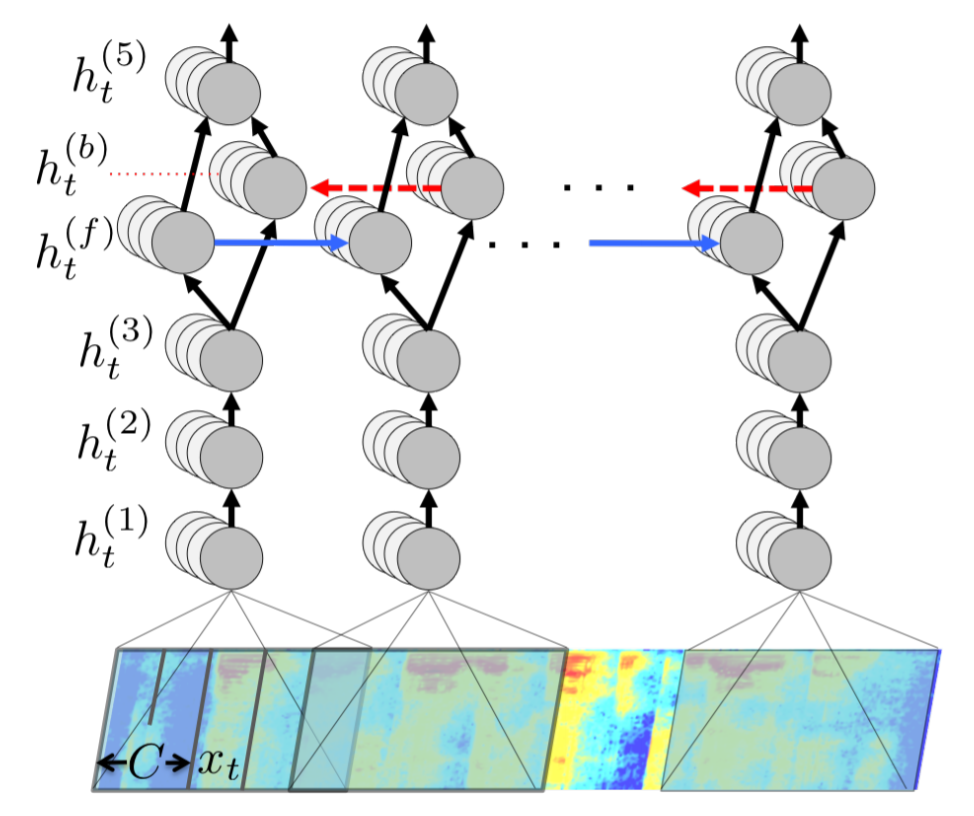 h_t^{(5)}
h_t^{(b)}
. . .
h_t^{(f)}
. . .
h_t^{(3)}
h_t^{(2)}
h_t^{(1)}
C x_t